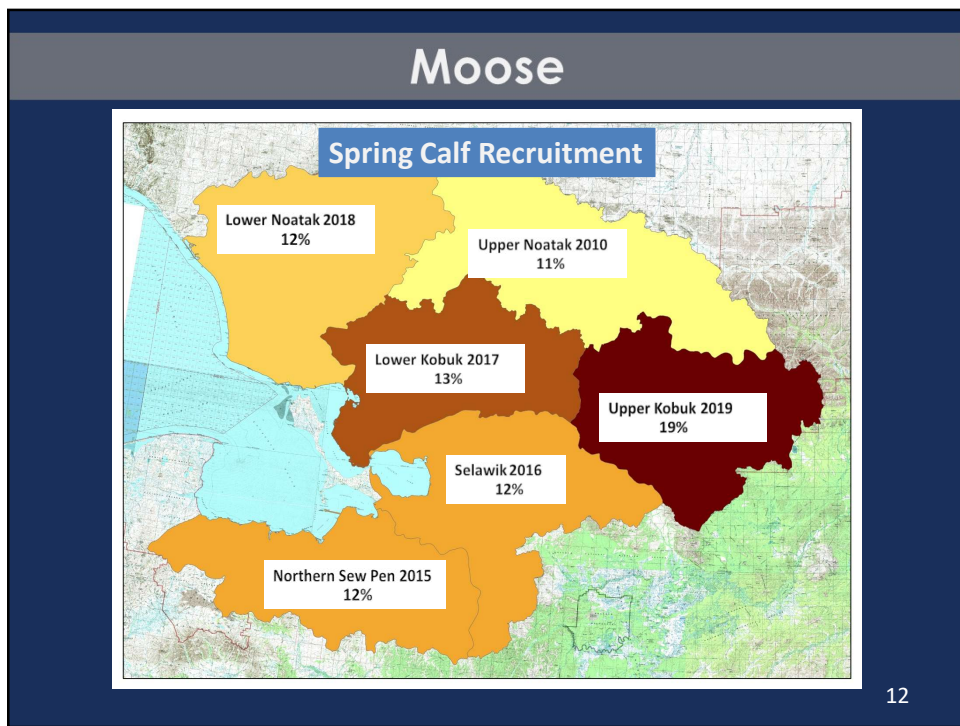 Moose
Spring Calf Recruitment
Lower Noatak 2018
12%
Upper Noatak 2010
11%
Lower Kobuk 2017
13%
Upper Kobuk 2019
19%
Selawik 2016
12%
Northern Sew Pen 2015
12%
12